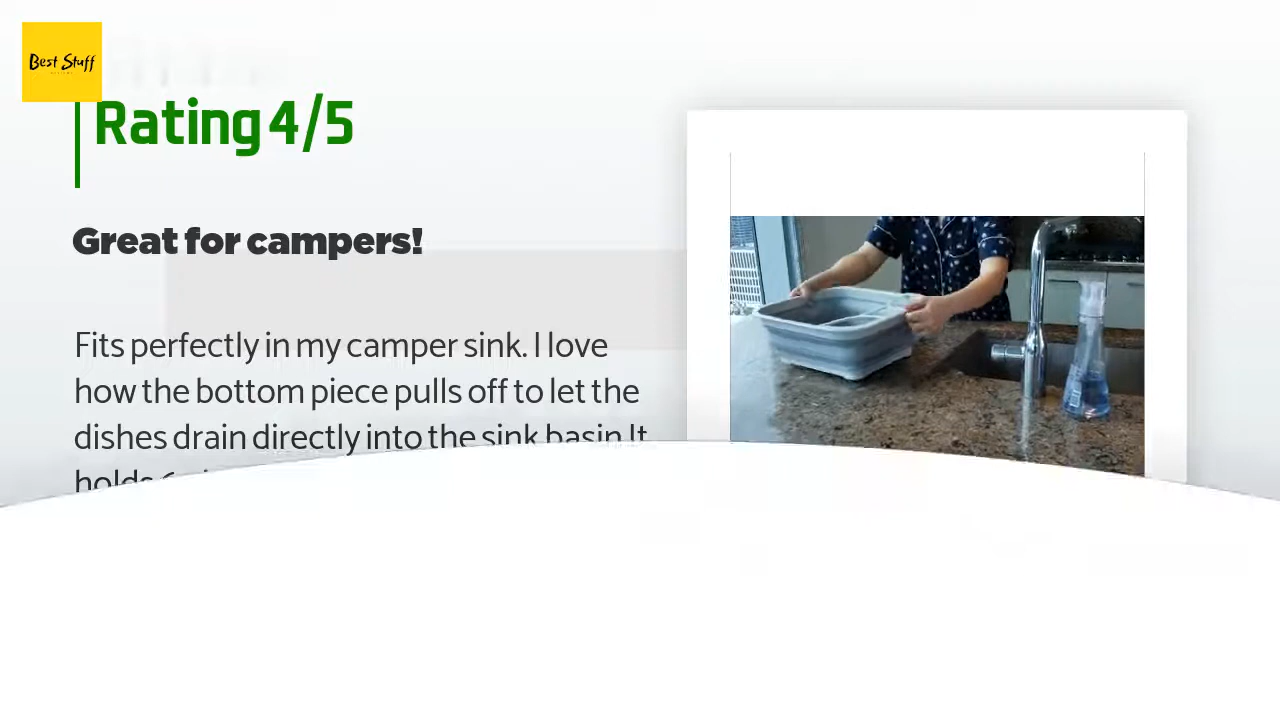 Best Stuff
Rating 4/5
Great for campers!
Fits perfectly in my camper sink. I love
how the bottom piece pulls off to let the
dishes drain directly into the sink basin It
holds